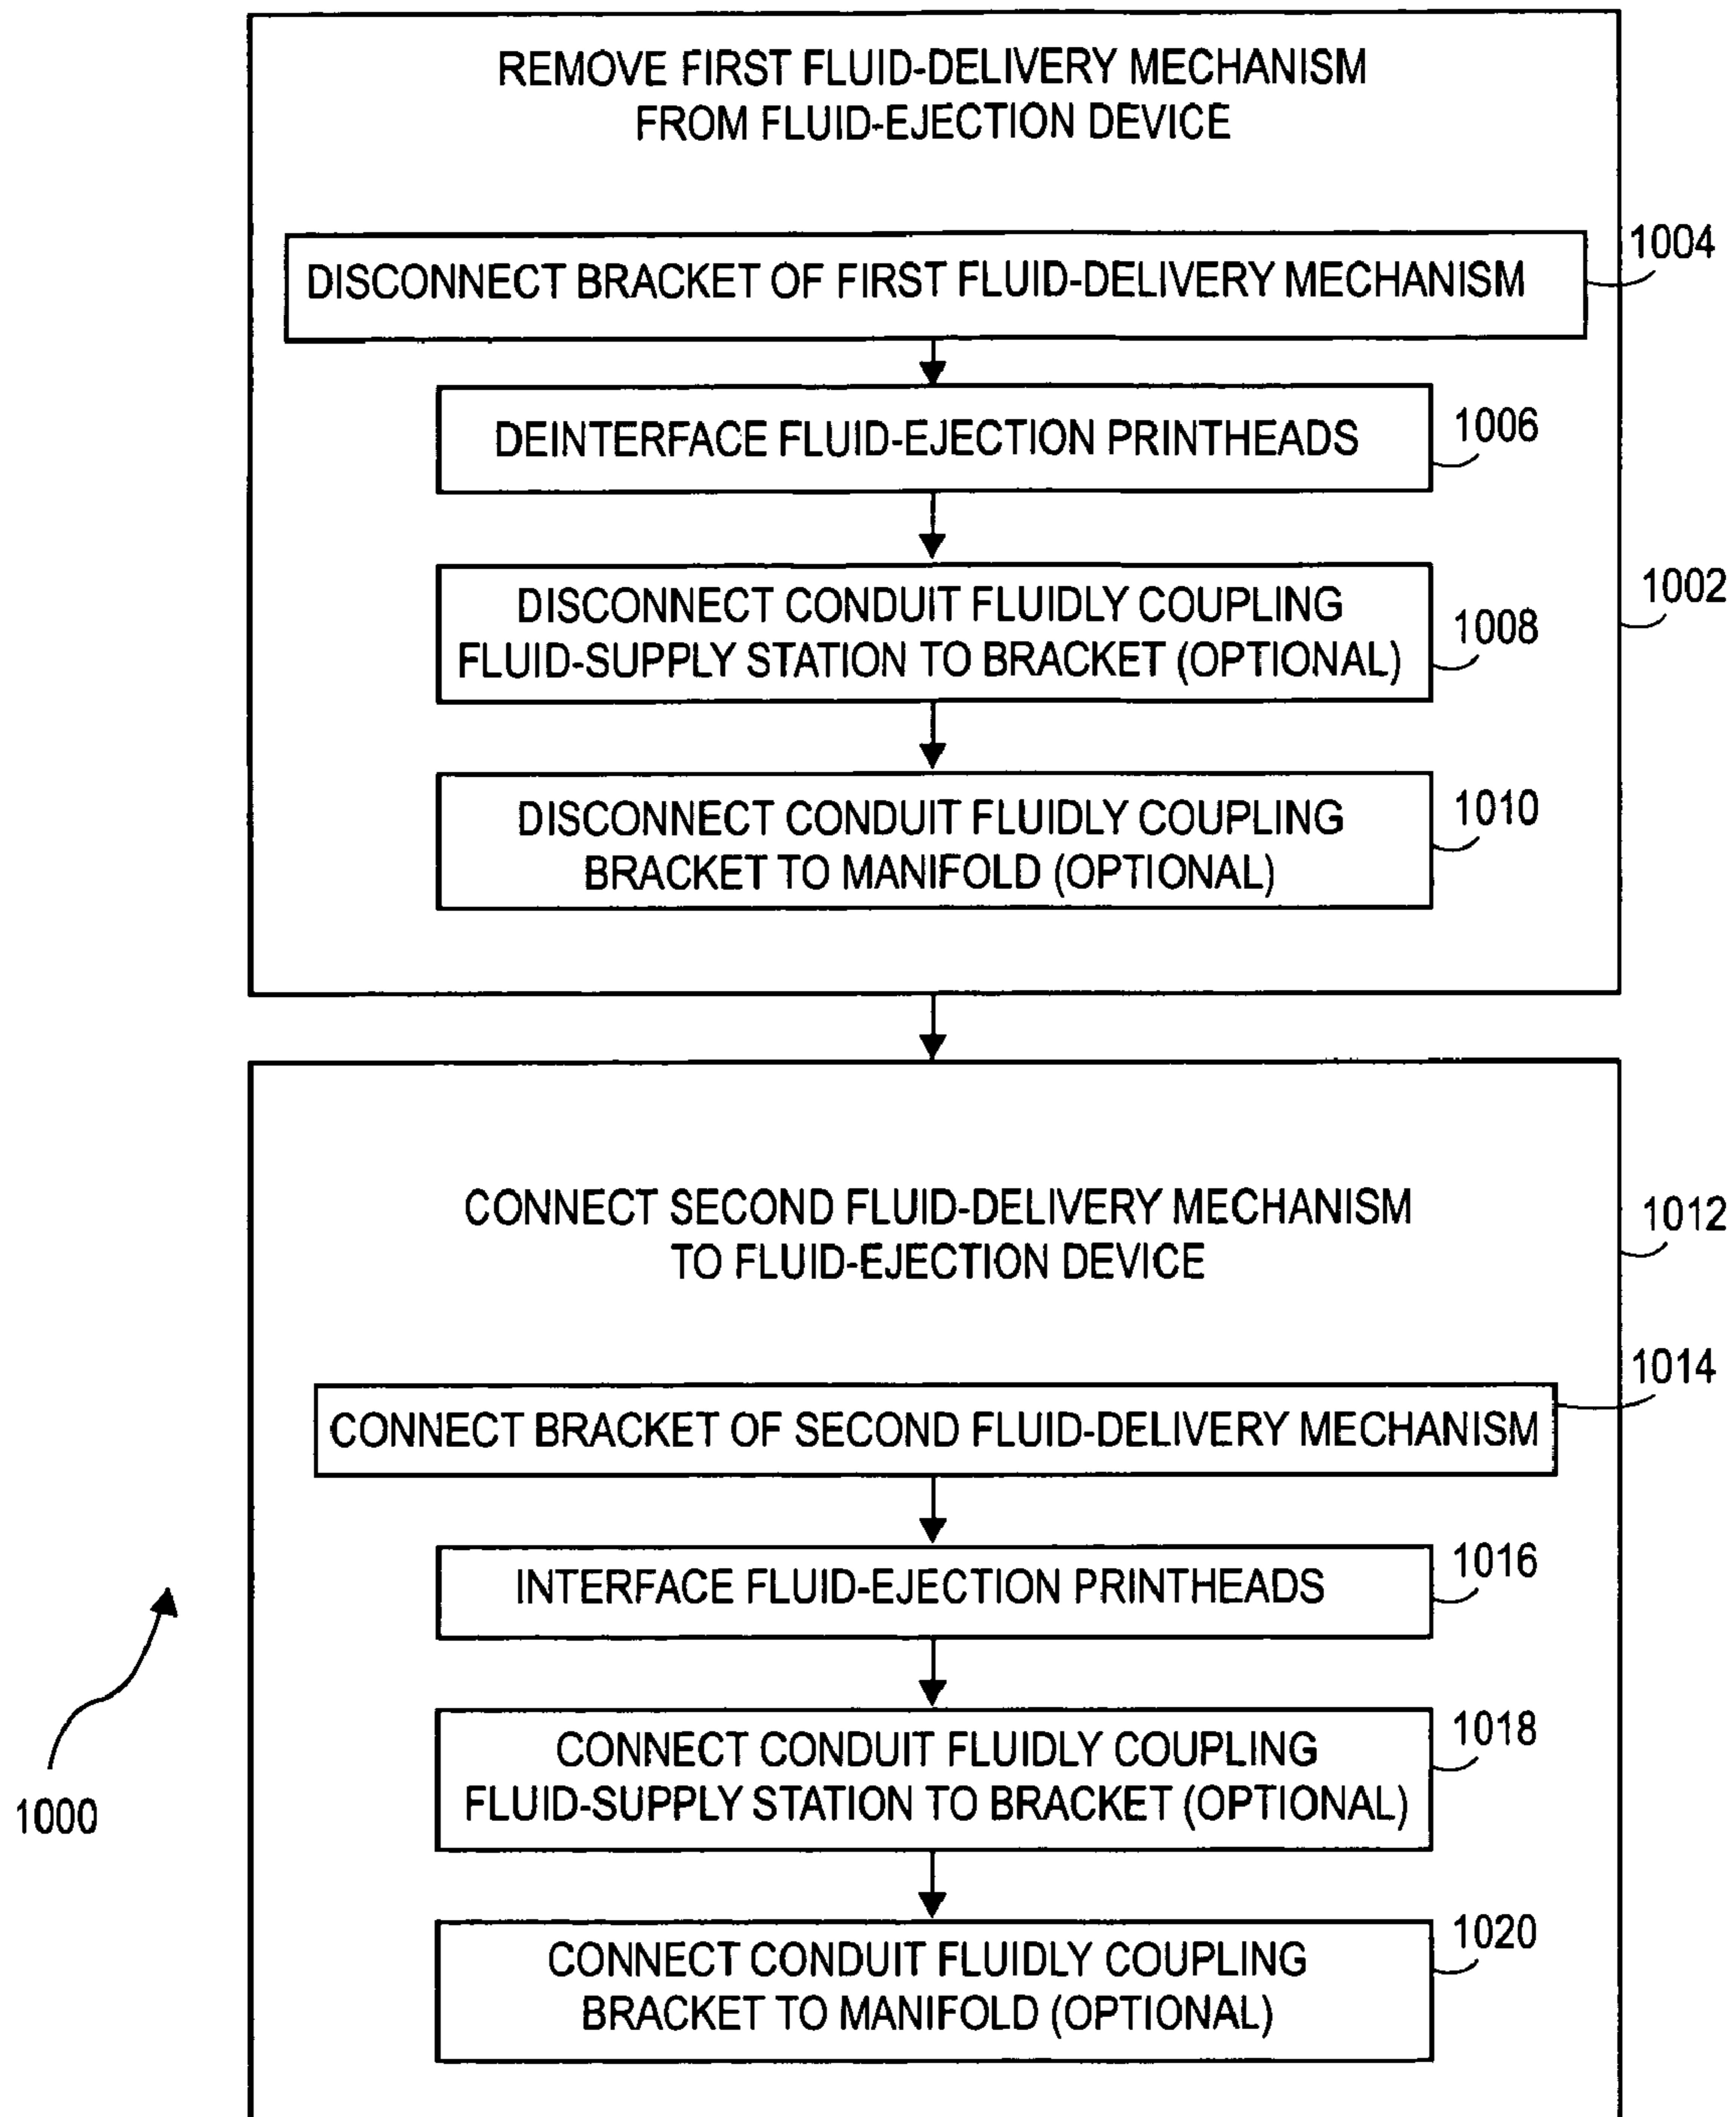 REMOVE FIRST FLUID-DELIVERY MECHANISM
FROM FLUID-EJECTION DEVICE
1004
DISCONNECT BRACKET OF FIRST FLUID-DELIVERY MECHANISM
1006
DEINTERFACE FLUID-EJECTION PRINTHEADS
1002
1008
DISCONNECT CONDUIT FLUIDLY COUPLING
FLUID-SUPPLY STATION TO BRACKET (OPTIONAL)
1010
DISCONNECT CONDUIT FLUIDLY COUPLING
BRACKET TO MANIFOLD (OPTIONAL)
CONNECT SECOND FLUID-DELIVERY MECHANISM
TO FLUID-EJECTION DEVICE
1012
1014
CONNECT BRACKET OF SECOND FLUID-DELIVERY MECHANISM
1016
INTERFACE FLUID-EJECTION PRINTHEADS
1018
CONNECT CONDUIT FLUIDLY COUPLING
FLUID-SUPPLY STATION TO BRACKET (OPTIONAL)
1000
1020
CONNECT CONDUIT FLUIDLY COUPLING
BRACKET TO MANIFOLD (OPTIONAL)